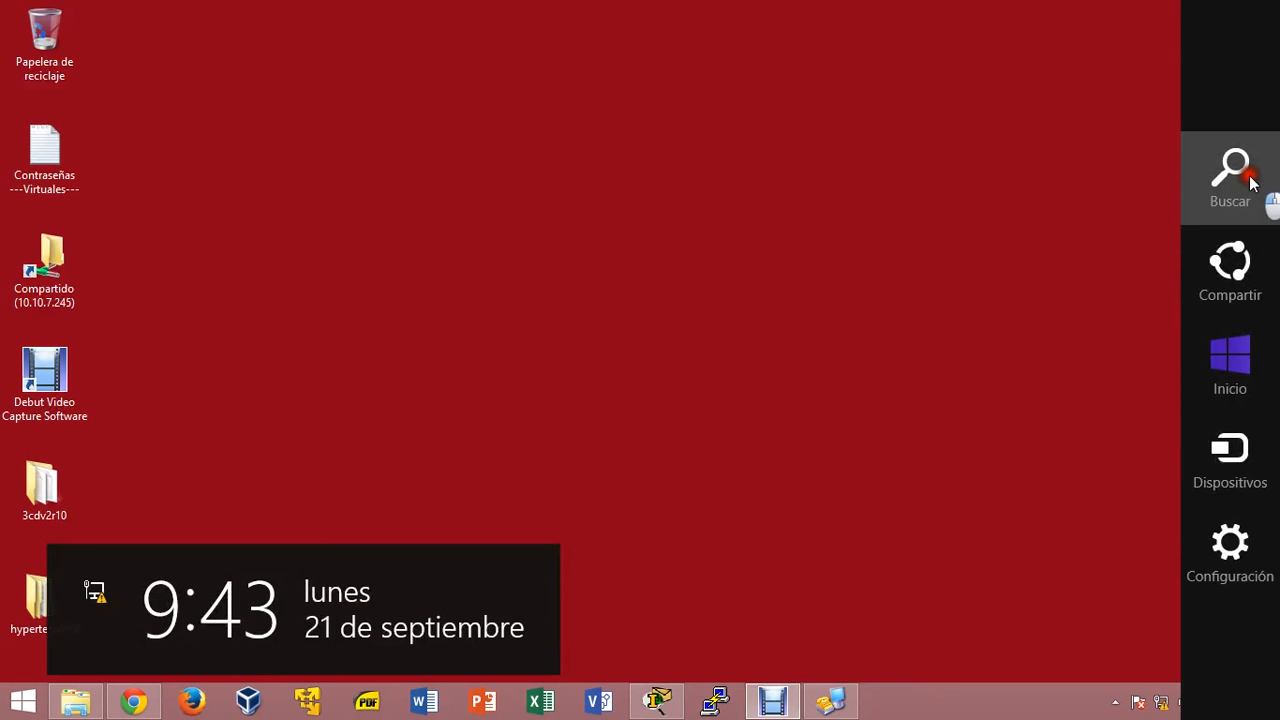 Papelera de
reciclaje
Contraseñas
---Virtuales---
Compartido
(10.10.7.245)
Debut Video
Capture Software
3cdv2r10
9:43
lunes
21 de septiembre
Buscar
Compartir
Inicio
Dispositivos
Configuración
PDF